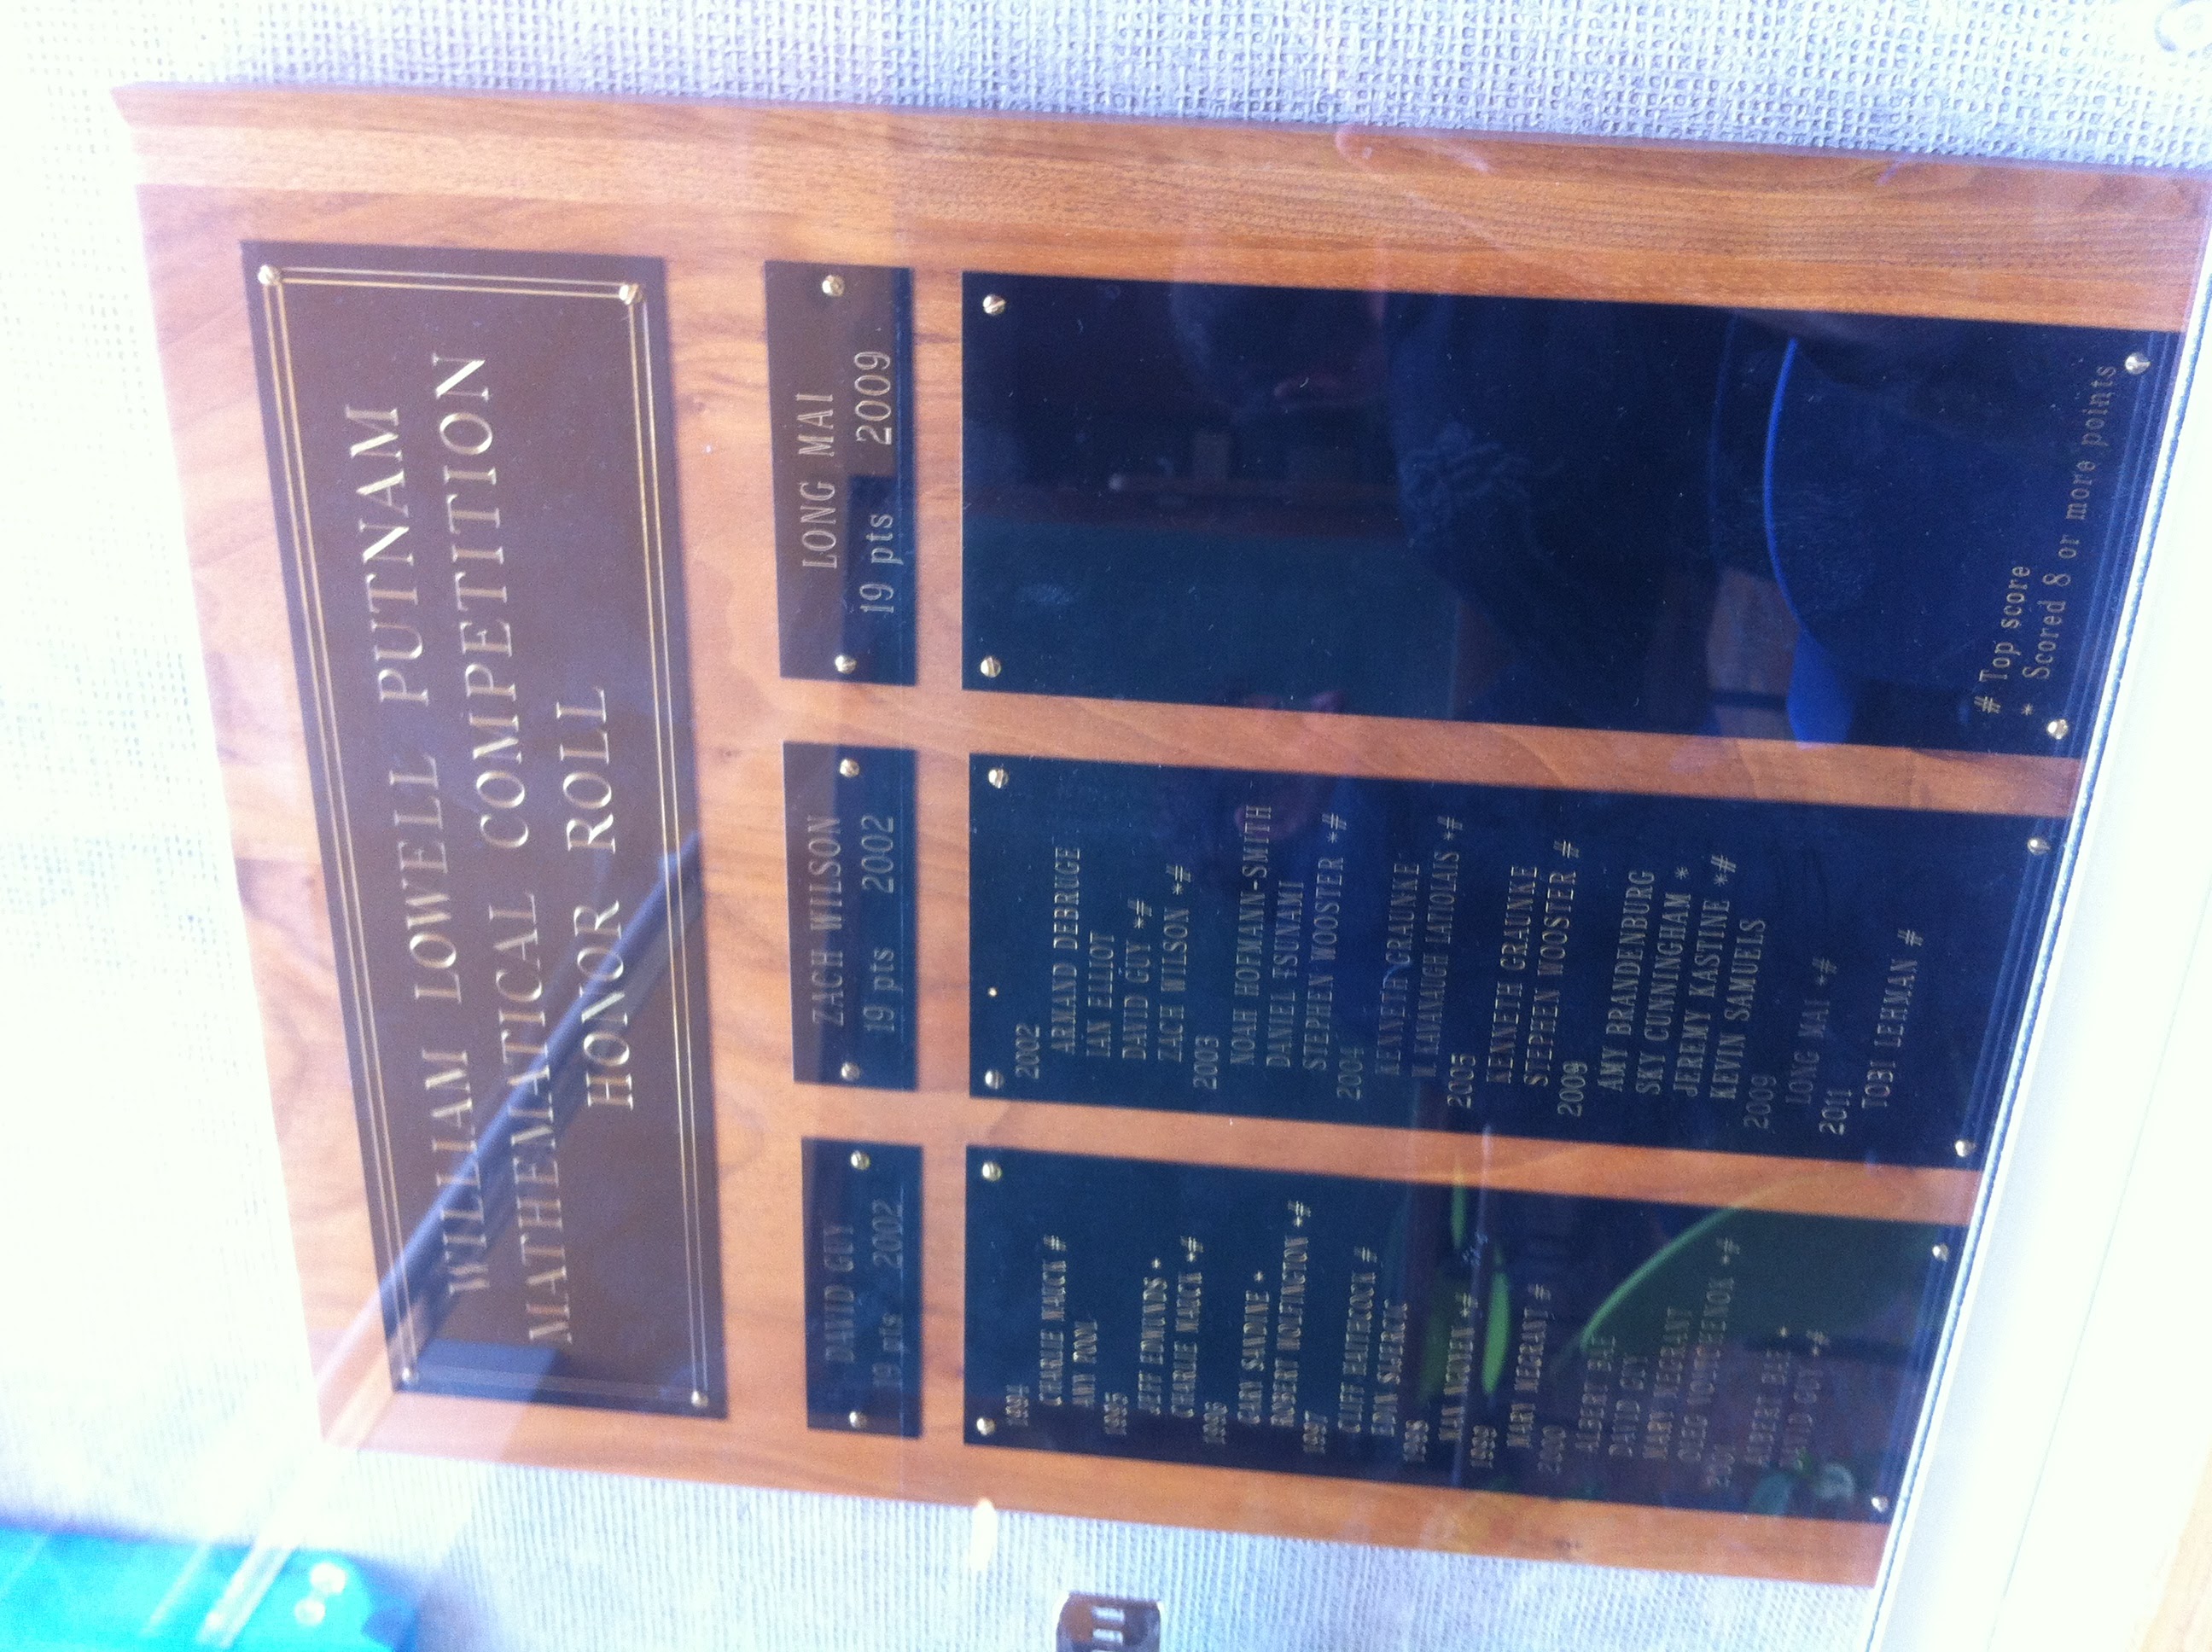 WILLIAM LOWELL PUTNAM
MATHEMATICAL COMPETITION
HONOR ROLL
DAVID GUY
19 pts 2002
ZACH WILSON
19 pts 2002
LONG MAI
19 pts 2009
1994
CHARLIE MAUCK #
AMY POOL
1995
JEFF EDMUNDS *
CHARLIE MAUCK *#
1996
GARY SANDINE *
ROBERT WOLFINGTON *#
1997
CLIFF HAITHCOCK #
EDIN SIJERCIC
1998
NAN NGUYEN *#
1999
MARY MEGRANT #
2000
ALBERT BAE
DAVID GUY
MARY MEGRANT
OLEG VOITCHENOK *#
2001
ALBERT BAE *
DAVID GUY *#
2002
ARMAND DEBRUGE
IAN ELLIOT
DAVID GUY *#
ZACH WILSON *#
2003
NOAH HOFMANN-SMITH
DANIEL TSUNAMI
STEPHEN WOOSTER *#
2004
KENNETH GRAUNKE
W. KAVANAUGH LATIOLAIS *#
2005
KENNETH GRAUNKE
STEPHEN WOOSTER #
AMY BRANDENBURG
SKY CUNNINGHAM *
JEREMY KASTINE *#
KEVIN SAMUELS
2009
LONG MAI *#
2011
TOBI LEHMAN #
# Top score
* Scored 8 or more points